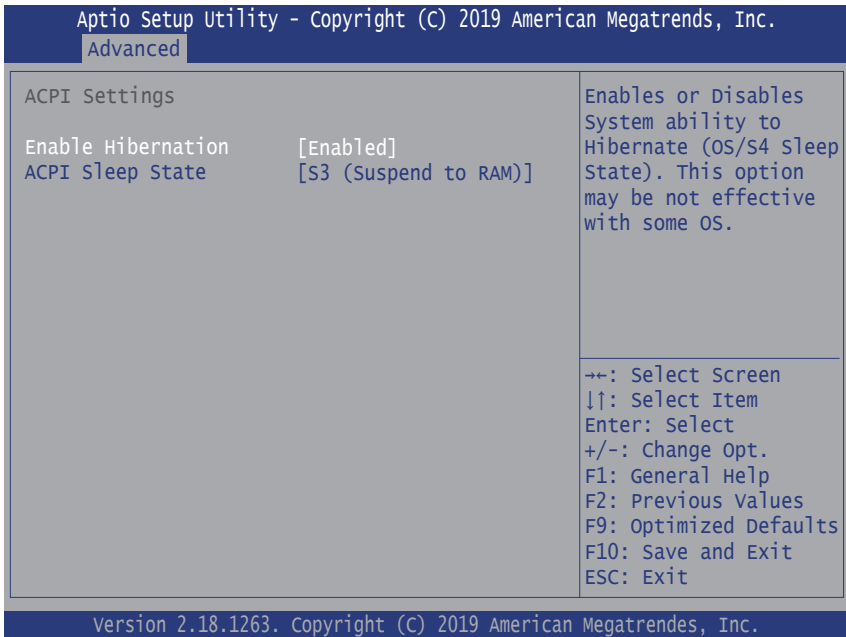 Aptio Setup Utility - Copyright (C) 2019 American Megatrends, Inc.
Advanced
ACPI Settings
Enable Hibernation [Enabled]
ACPI Sleep State [S3 (Suspend to RAM)]
Enables or Disables
System ability to
Hibernate (OS/S4 Sleep
State). This option
may be not effective
with some OS.
→←: Select Screen
↓↑: Select Item
Enter: Select
+/-: Change Opt.
F1: General Help
F2: Previous Values
F9: Optimized Defaults
F10: Save and Exit
ESC: Exit
Version 2.18.1263. Copyright (C) 2019 American Megatrendes, Inc.